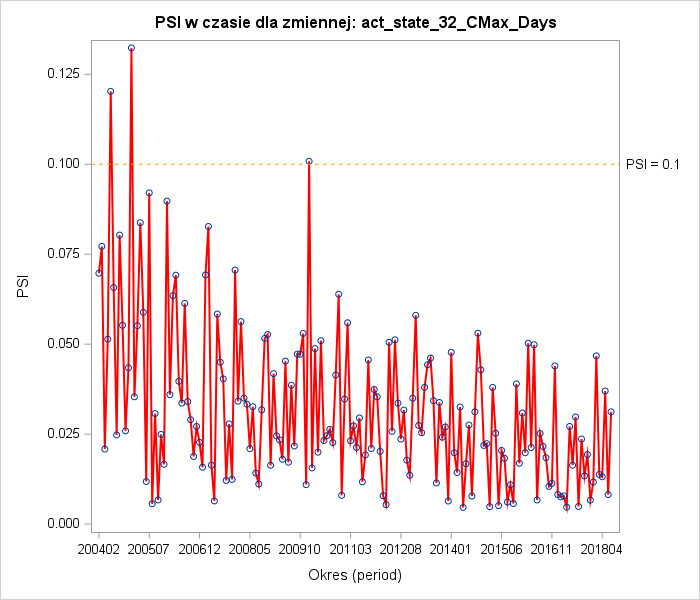 PSI w czasie dla zmiennej: act_state_32_CMax_Days
0.125
0.100
PSI = 0.1
0.075
PSI
0.050
0.025
0.000
200402 200507 200612 200805 200910 201103 201208 201401 201506 201611 201804
Okres (period)